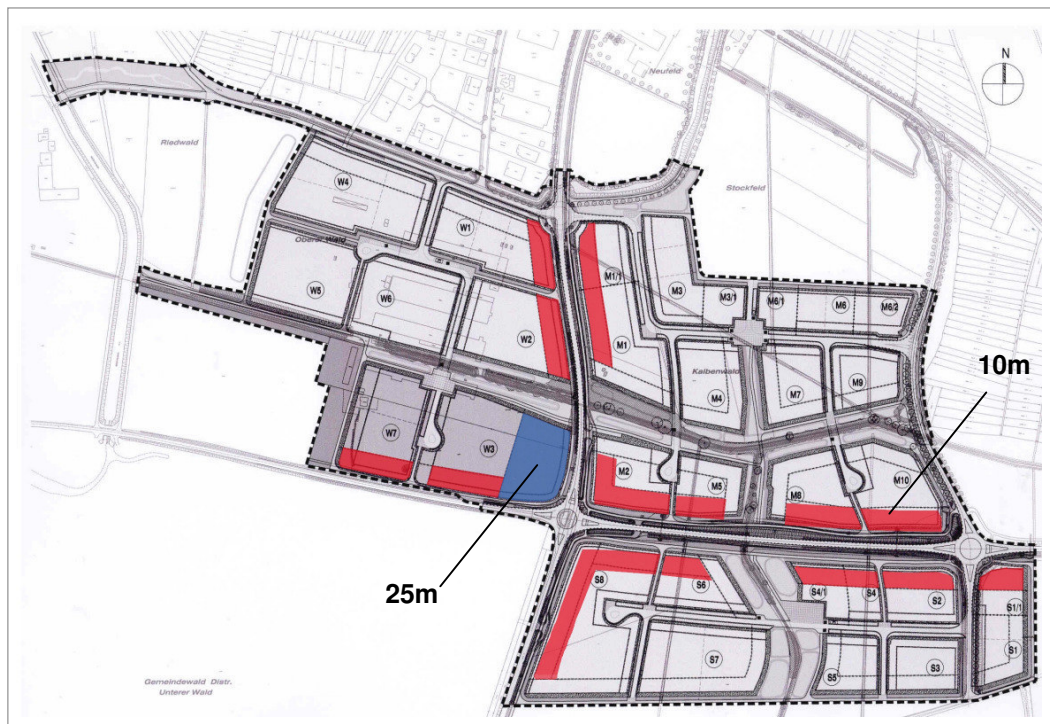 N
Neufeld
Riedwald
Stockfeld
W4
W1
Oberer Wald
M1/1
M3
M3/1
M6/1
M6
M6/2
W5
W6
W2
M1
Kaibenwald
M4
M7
M9
10m
W7
W3
M2
M5
M8
M10
25m
S8
S6
S4/1
S4
S2
S1/1
S7
S5
S3
S1
Gemeindewald Distr.
Unterer Wald